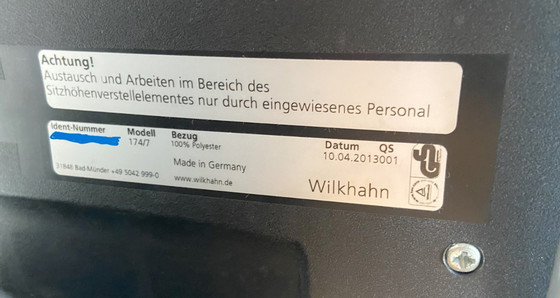 Achtung!
Austausch und Arbeiten im Bereich des
Sitzhöhenverstellelementes nur durch eingewiesenes Personal
Ident-Nummer Modell Bezug Datum QS
174/7 100% Polyester 10.04.2013001
Made in Germany
31848 Bad Münder +49 5042 999-0 www.wilkhahn.de Wilkhahn